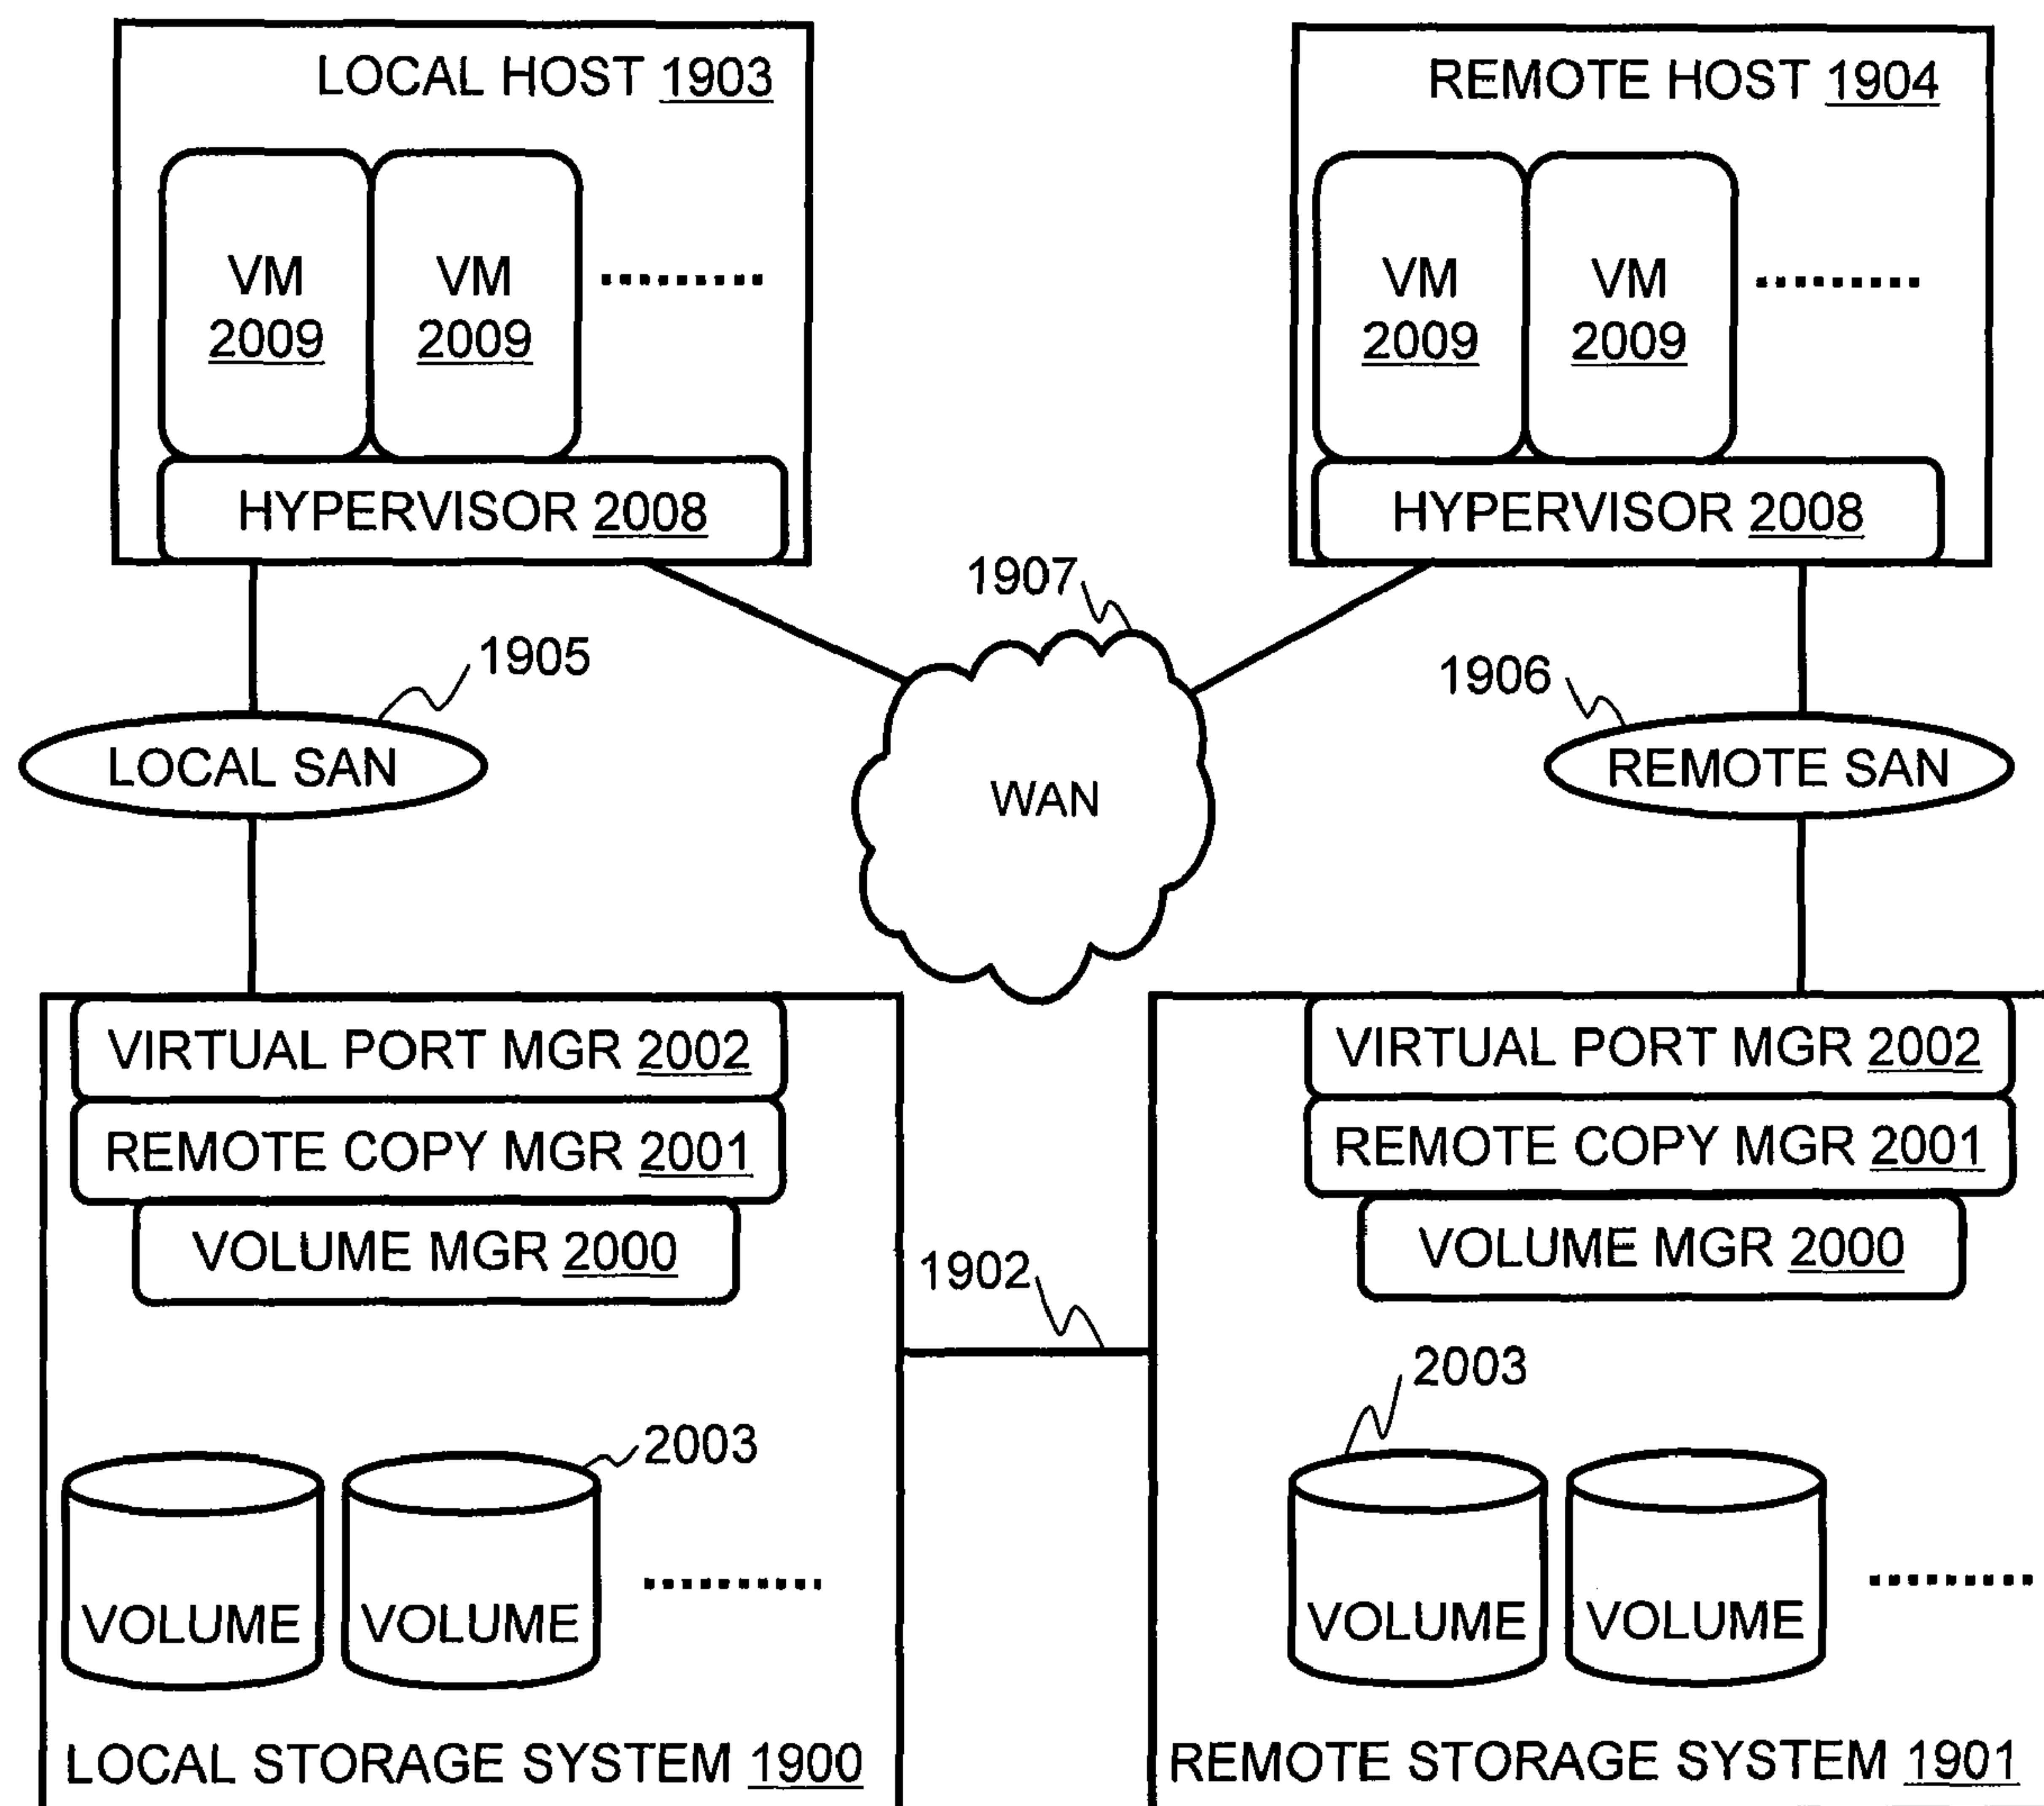 LOCAL HOST 1903
VM
2009
VM
2009
HYPERVISOR 2008
REMOTE HOST 1904
VM
2009
VM
2009
HYPERVISOR 2008
1907
WAN
1905
LOCAL SAN
1906
REMOTE SAN
VIRTUAL PORT MGR 2002
REMOTE COPY MGR 2001
VOLUME MGR 2000
2003
VOLUME
VOLUME
LOCAL STORAGE SYSTEM 1900
1902
VIRTUAL PORT MGR 2002
REMOTE COPY MGR 2001
VOLUME MGR 2000
2003
VOLUME
VOLUME
REMOTE STORAGE SYSTEM 1901